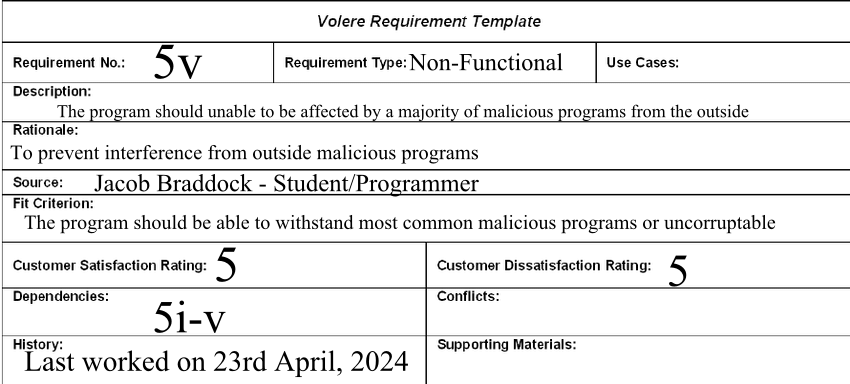 Volere Requirement Template
Requirement No.: 5v Requirement Type: Non-Functional Use Cases:
Description:
The program should unable to be affected by a majority of malicious programs from the outside
Rationale:
To prevent interference from outside malicious programs
Source: Jacob Braddock - Student/Programmer
Fit Criterion:
The program should be able to withstand most common malicious programs or uncorruptable
Customer Satisfaction Rating: 5 Customer Dissatisfaction Rating: 5
Dependencies: Conflicts:
5i-v
History: Supporting Materials:
Last worked on 23rd April, 2024